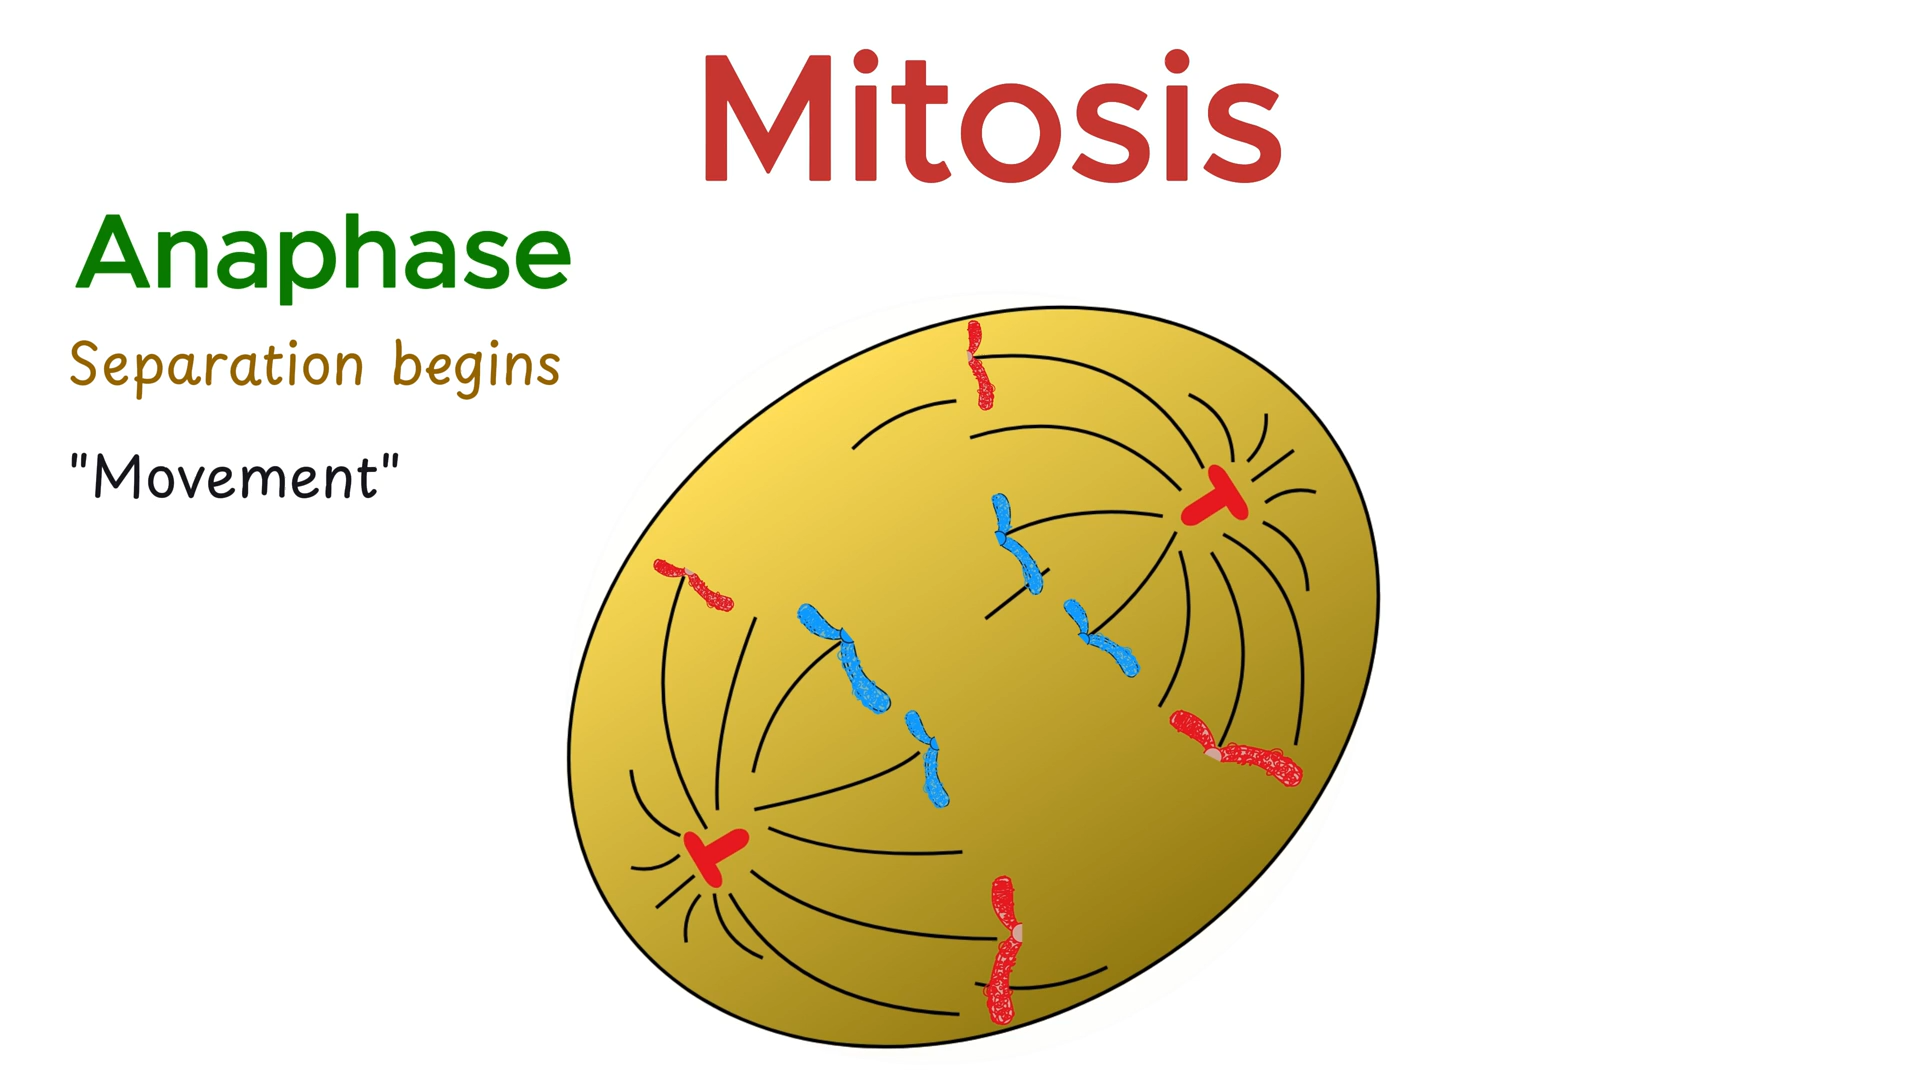 Mitosis
Anaphase
Separation begins
"Movement"